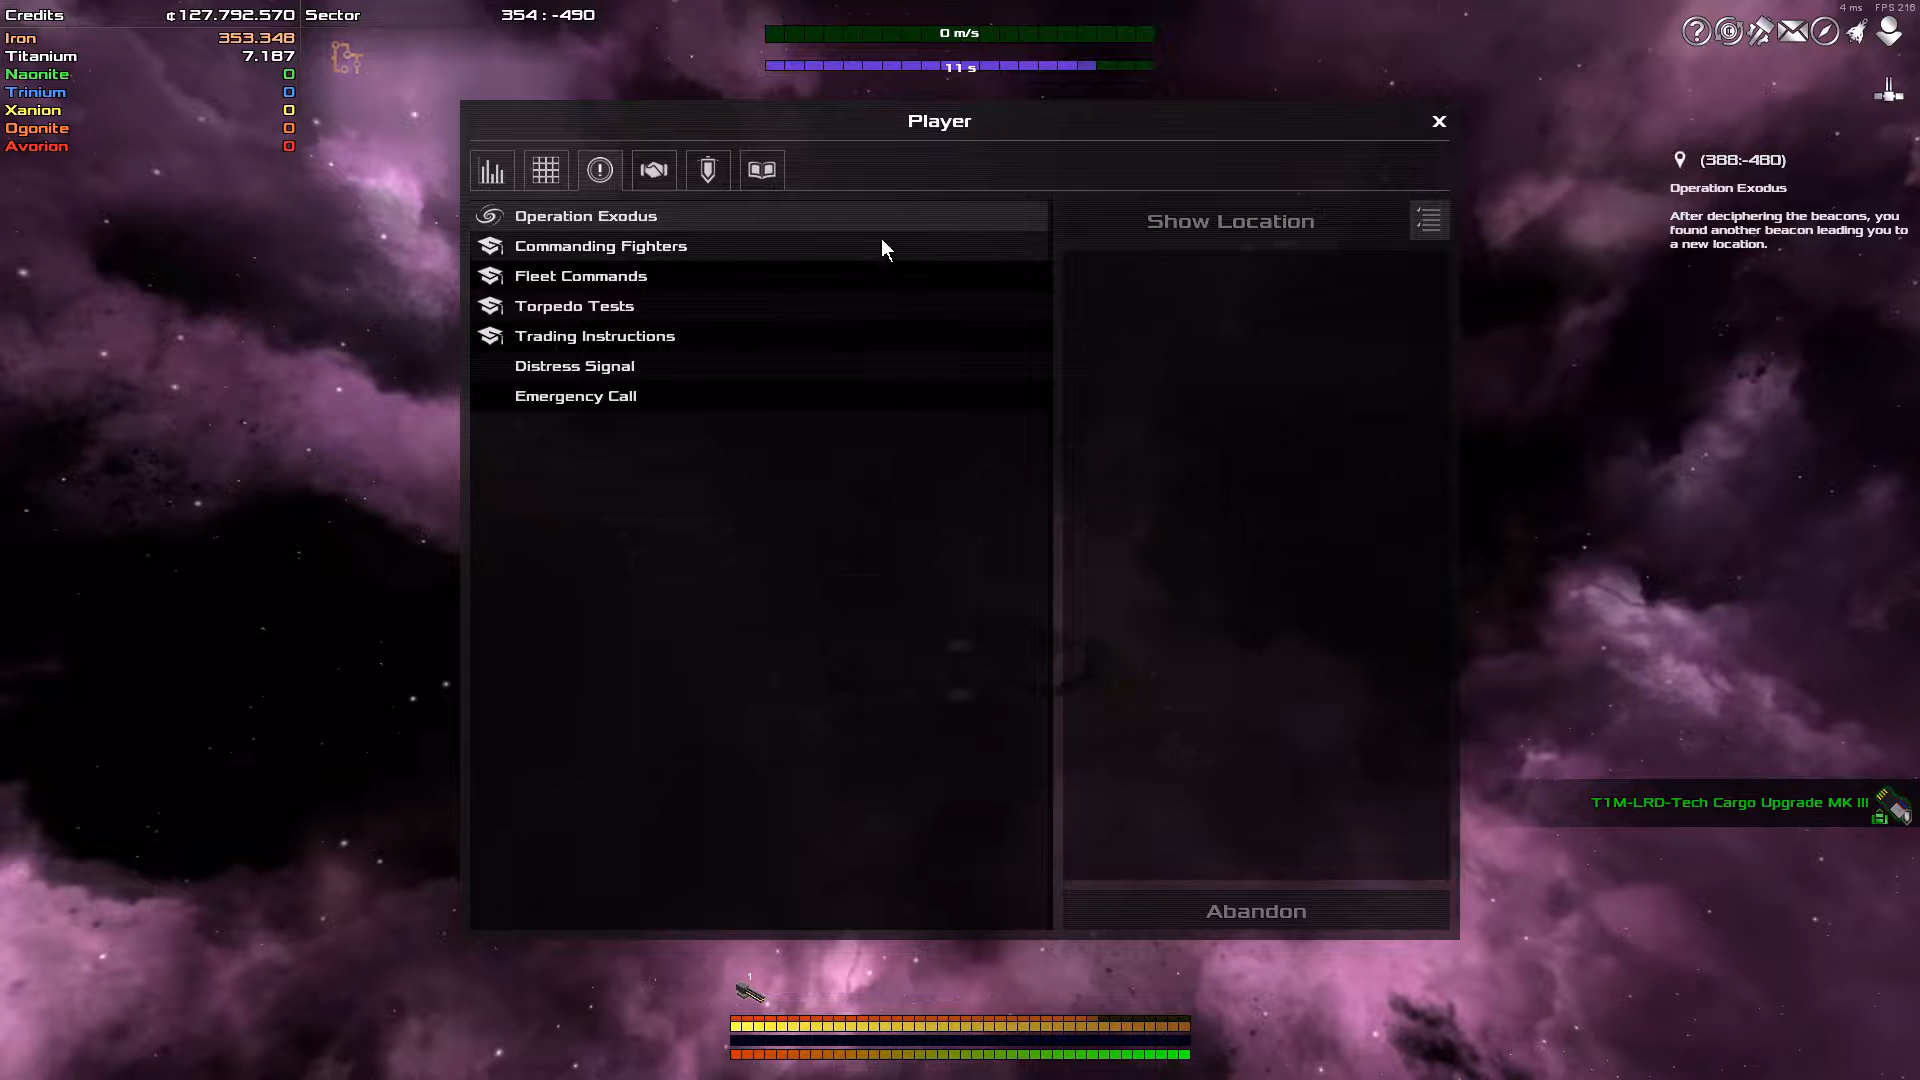 4 ms FPS 216
Credits ¢127.792.570 Sector 354 : -490
Iron 353.348
Titanium 7.187
Naonite 0
Trinium 0
Xanion 0
Ogonite 0
Avorion 0
0 m/s
11 s
Player X
Operation Exodus
Commanding Fighters
Fleet Commands
Torpedo Tests
Trading Instructions
Distress Signal
Emergency Call
Show Location
Abandon
(388:-480)
Operation Exodus
After deciphering the beacons, you
found another beacon leading you to
a new location.
T1M-LRD-Tech Cargo Upgrade MK III
1